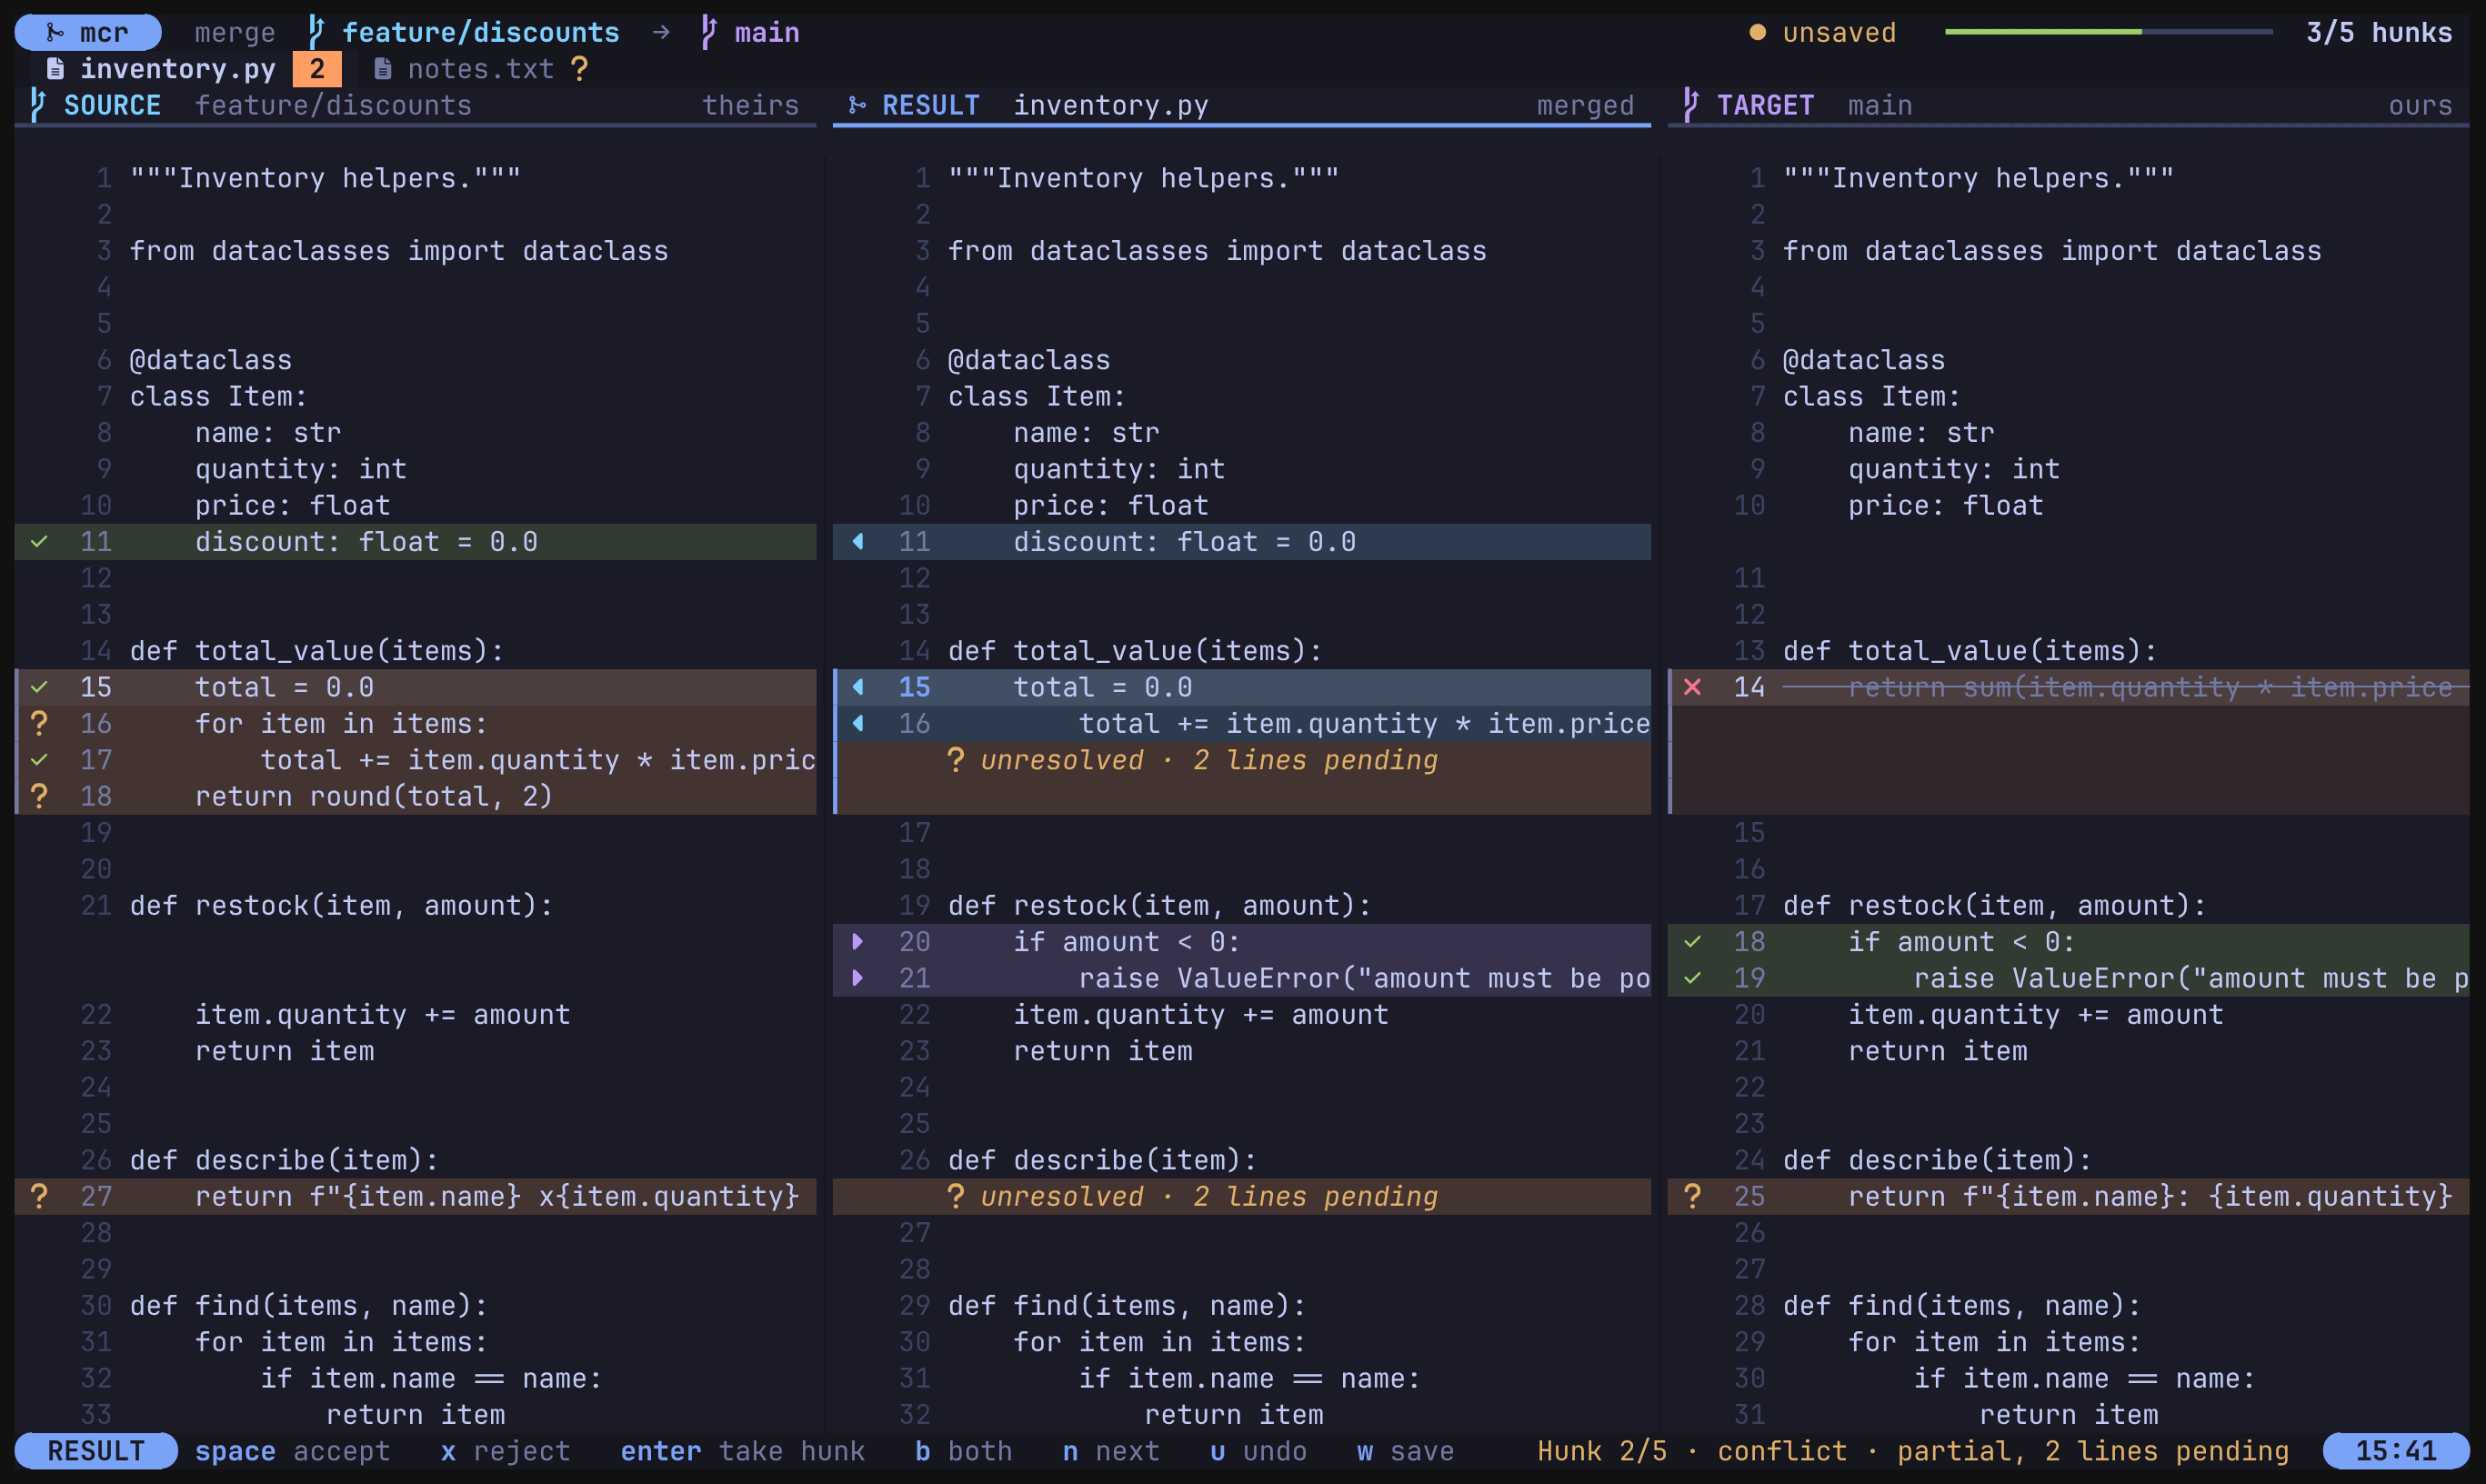 mcr merge feature/discounts → main ● unsaved 3/5 hunks
inventory.py 2 notes.txt ?
SOURCE feature/discounts theirs
1 """Inventory helpers."""
2
3 from dataclasses import dataclass
4
5
6 @dataclass
7 class Item:
8     name: str
9     quantity: int
10     price: float
✓ 11     discount: float = 0.0
12
13
14 def total_value(items):
✓ 15     total = 0.0
? 16     for item in items:
✓ 17         total += item.quantity * item.pric
? 18     return round(total, 2)
19
20
21 def restock(item, amount):
22     item.quantity += amount
23     return item
24
25
26 def describe(item):
? 27     return f"{item.name} x{item.quantity}
28
29
30 def find(items, name):
31     for item in items:
32         if item.name == name:
33             return item
RESULT inventory.py merged
1 """Inventory helpers."""
2
3 from dataclasses import dataclass
4
5
6 @dataclass
7 class Item:
8     name: str
9     quantity: int
10     price: float
11     discount: float = 0.0
12
13
14 def total_value(items):
15     total = 0.0
16         total += item.quantity * item.price
? unresolved · 2 lines pending
17
18
19 def restock(item, amount):
20     if amount < 0:
21         raise ValueError("amount must be po
22     item.quantity += amount
23     return item
24
25
26 def describe(item):
? unresolved · 2 lines pending
27
28
29 def find(items, name):
30     for item in items:
31         if item.name == name:
32             return item
TARGET main ours
1 """Inventory helpers."""
2
3 from dataclasses import dataclass
4
5
6 @dataclass
7 class Item:
8     name: str
9     quantity: int
10     price: float
11
12
13 def total_value(items):
✕ 14     return sum(item.quantity * item.price
15
16
17 def restock(item, amount):
✓ 18     if amount < 0:
✓ 19         raise ValueError("amount must be p
20     item.quantity += amount
21     return item
22
23
24 def describe(item):
? 25     return f"{item.name}: {item.quantity}
26
27
28 def find(items, name):
29     for item in items:
30         if item.name == name:
31             return item
RESULT space accept x reject enter take hunk b both n next u undo w save Hunk 2/5 · conflict · partial, 2 lines pending 15:41